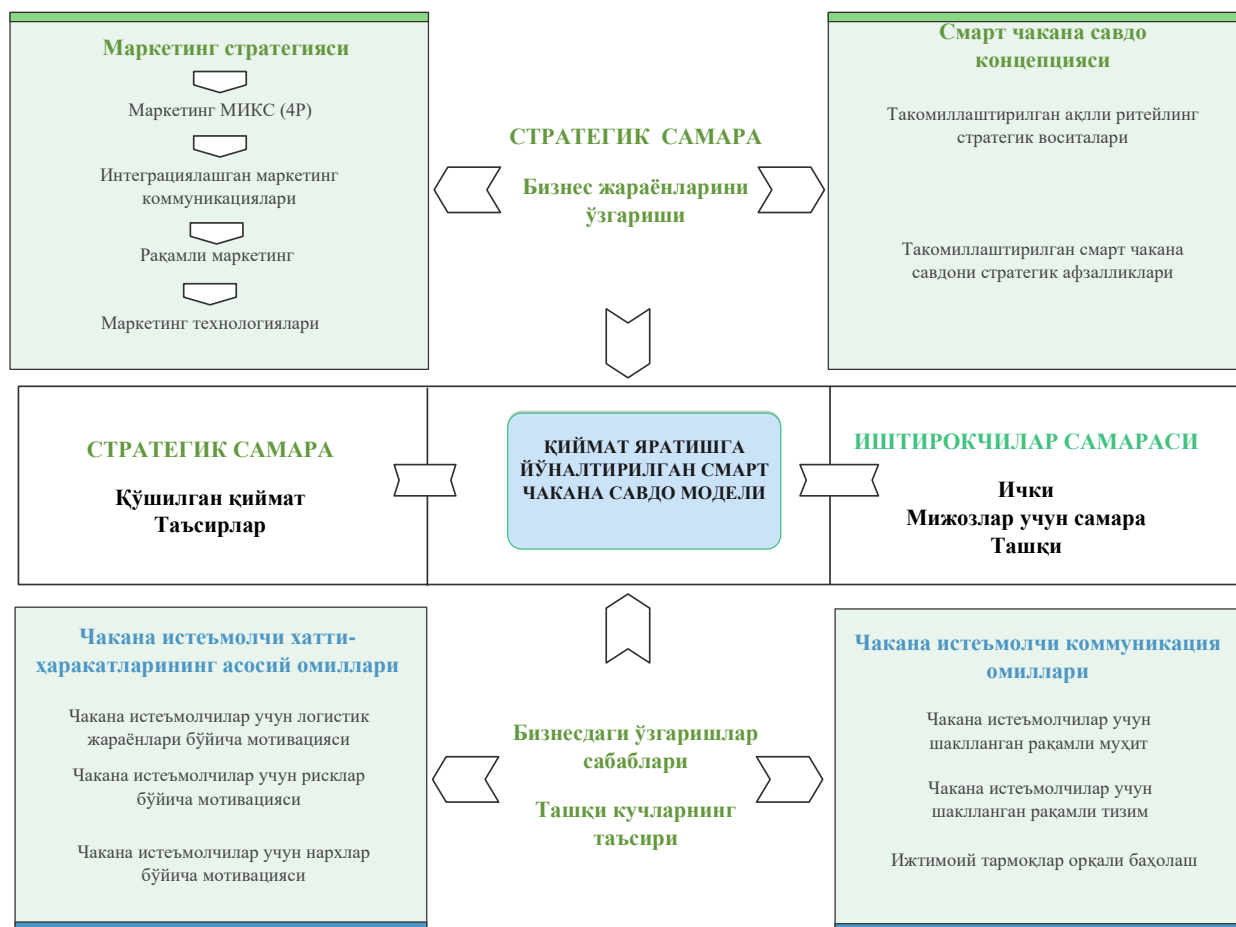 Маркетинг стратегияси
Маркетинг МИКС (4P)
Интеграциялашган маркетинг
коммуникациялари
Рақамли маркетинг
Маркетинг технологиялари
СТРАТЕГИК САМАРА
Бизнес жараёнларини
ўзгариши
Смарт чакана савдо
концепцияси
Такомиллаштирилган ақлли ритейлинг
стратегик воситалари
Такомиллаштирилган смарт чакана
савдони стратегик афзалликлари
СТРАТЕГИК САМАРА
Қўшилган қиймат
Таъсирлар
ҚИЙМАТ ЯРАТИШГА
ЙЎНАЛТИРИЛГАН СМАРТ
ЧАКАНА САВДО МОДЕЛИ
ИШТИРОКЧИЛАР САМАРАСИ
Ички
Мижозлар учун самара
Ташқи
Чакана истеъмолчи хатти-
ҳаракатларининг асосий омиллари
Чакана истеъмолчилар учун логистик
жараёнлари бўйича мотивацияси
Чакана истеъмолчилар учун рисклар
бўйича мотивацияси
Чакана истеъмолчилар учун нархлар
бўйича мотивацияси
Бизнесдаги ўзгаришлар
сабаблари
Ташқи кучларнинг
таъсири
Чакана истеъмолчи коммуникация
омиллари
Чакана истеъмолчилар учун
шаклланган рақамли муҳит
Чакана истеъмолчилар учун
шаклланган рақамли тизим
Ижтимоий тармоқлар орқали баҳолаш